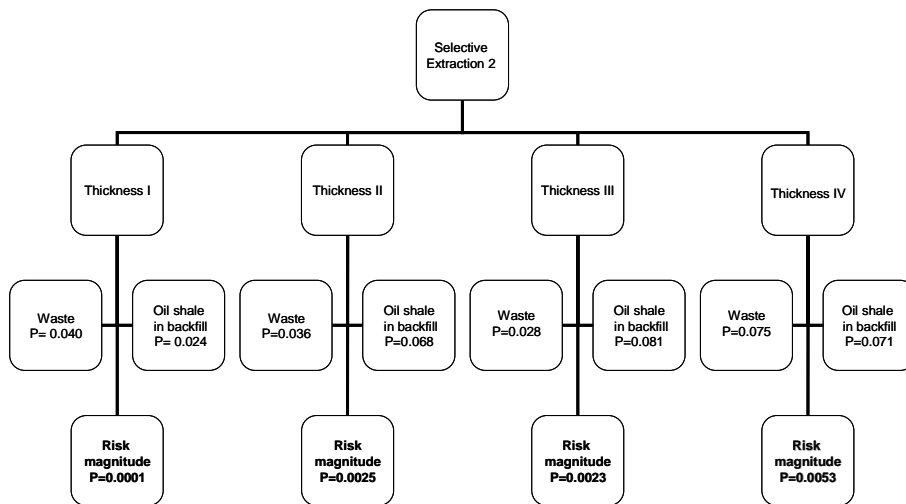 Selective
Extraction 2
Thickness I
Thickness II
Thickness III
Thickness IV
Waste
P= 0.040
Oil shale
in backfill
P= 0.024
Waste
P=0.036
Oil shale
in backfill
P=0.068
Waste
P=0.028
Oil shale
in backfill
P=0.081
Waste
P=0.075
Oil shale
in backfill
P=0.071
Risk
magnitude
P=0.0001
Risk
magnitude
P=0.0025
Risk
magnitude
P=0.0023
Risk
magnitude
P=0.0053